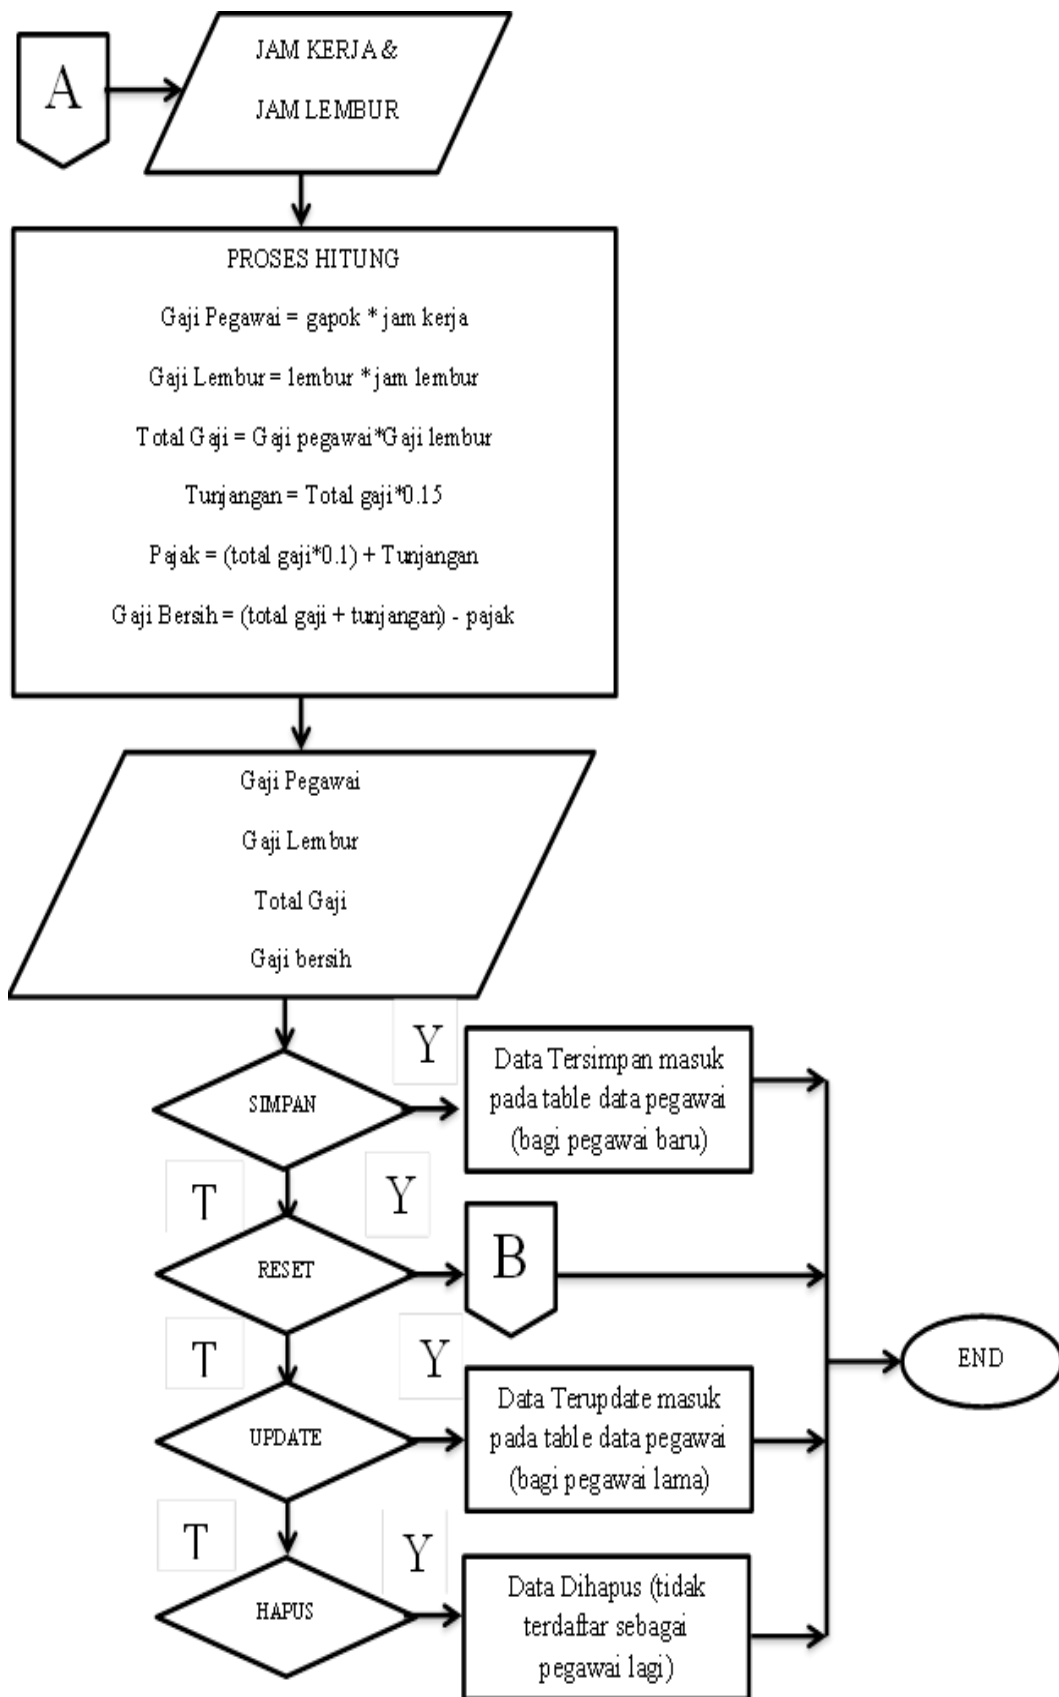 A
JAM KERJA &
JAM LEMBUR
PROSES HITUNG
Gaji Pegawai = gapok * jam kerja
Gaji Lembur = lembur * jam lembur
Total Gaji = Gaji pegawai*Gaji lembur
Tunjangan = Total gaji*0.15
Pajak = (total gaji*0.1) + Tunjangan
Gaji Bersih = (total gaji + tunjangan) - pajak
Gaji Pegawai
Gaji Lembur
Total Gaji
Gaji bersih
SIMPAN
Y
Data Tersimpan masuk
pada table data pegawai
(bagi pegawai baru)
T
RESET
Y
B
T
UPDATE
Y
Data Terupdate masuk
pada table data pegawai
(bagi pegawai lama)
END
T
HAPUS
Y
Data Dihapus (tidak
terdaftar sebagai
pegawai lagi)